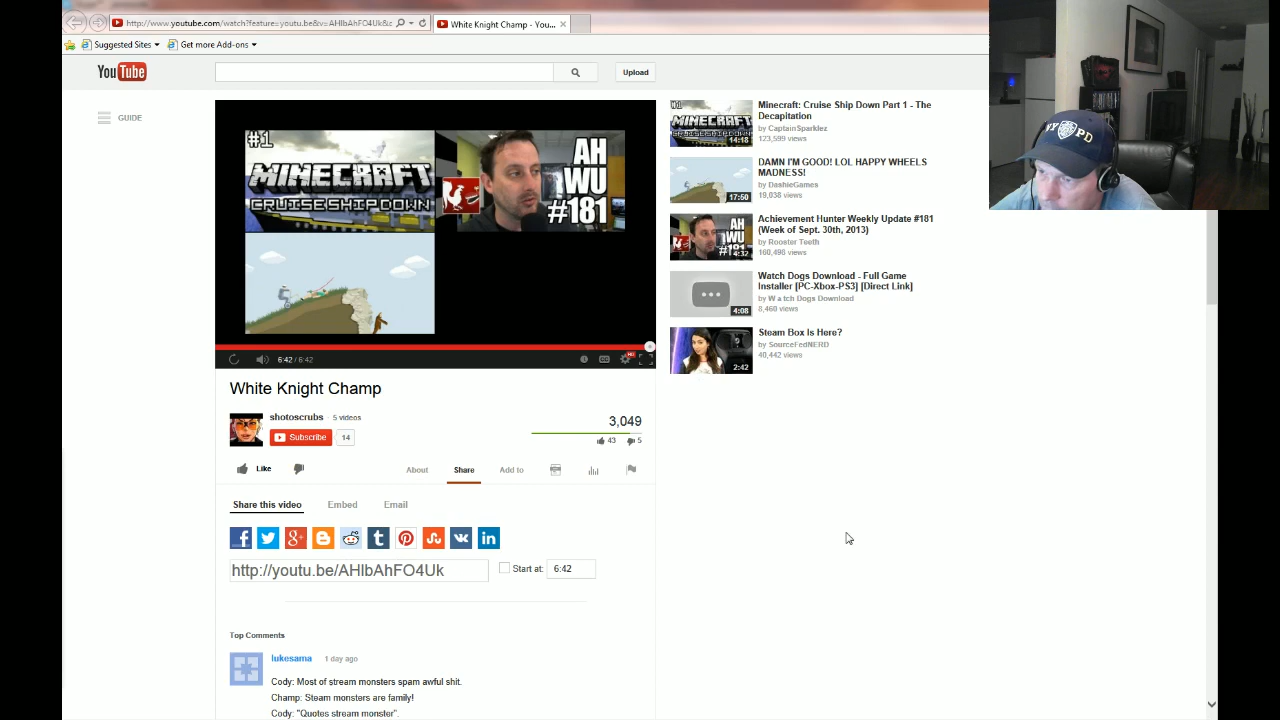 http://www.youtube.com/watch?feature=youtu.be&v=AHlbAhFO4Uk&c
White Knight Champ - You...
Suggested Sites
Get more Add-ons
YouTube
Upload
GUIDE
#1
MINECRAFT
CRUISE SHIP DOWN
AH
WU
#181
6:42 / 6:42
White Knight Champ
shotoscrubs · 5 videos
Subscribe
14
3,049
43
5
Like
About
Share
Add to
Share this video
Embed
Email
http://youtu.be/AHlbAhFO4Uk
Start at:
6:42
Top Comments
lukesama
1 day ago
Cody: Most of stream monsters spam awful shit.
Champ: Steam monsters are family!
Cody: "Quotes stream monster".
#1
MINECRAFT
14:18
Minecraft: Cruise Ship Down Part 1 - The
Decapitation
by CaptainSparklez
123,599 views
17:50
DAMN I'M GOOD! LOL HAPPY WHEELS
MADNESS!
by DashieGames
19,038 views
AH
WU
4:37
Achievement Hunter Weekly Update #181
(Week of Sept. 30th, 2013)
by Rooster Teeth
160,498 views
4:08
Watch Dogs Download - Full Game
Installer [PC-Xbox-PS3] [Direct Link]
by W a tch Dogs Download
8,460 views
2:42
Steam Box Is Here?
by SourceFedNERD
40,442 views
NYPD